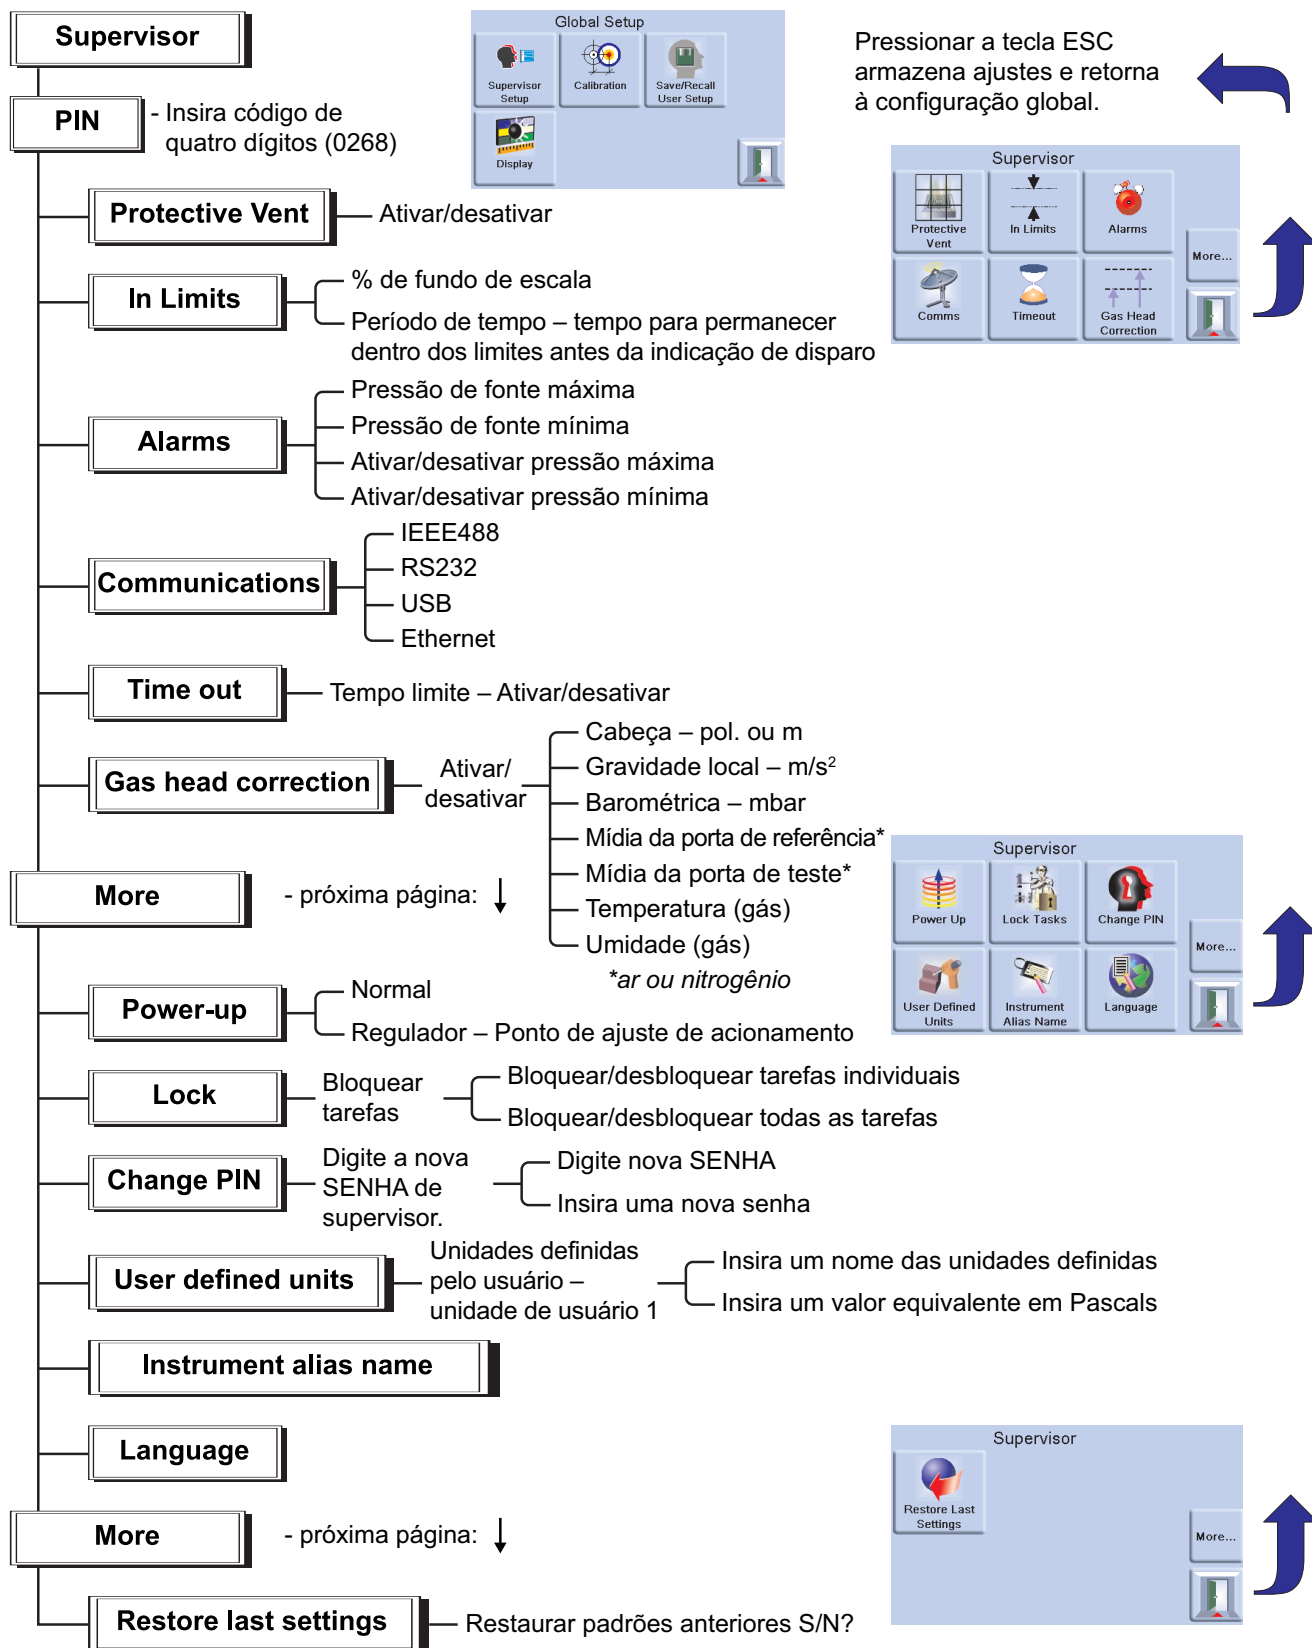 Supervisor
PIN
- Insira código de
quatro dígitos (0268)
Global Setup
Supervisor
Setup
Calibration
Save/Recall
User Setup
Display
Pressionar a tecla ESC
armazena ajustes e retorna
à configuração global.
Protective Vent
Ativar/desativar
In Limits
% de fundo de escala
Período de tempo – tempo para permanecer
dentro dos limites antes da indicação de disparo
Supervisor
Protective
Vent
In Limits
Alarms
More...
Comms
Timeout
Gas Head
Correction
Alarms
Pressão de fonte máxima
Pressão de fonte mínima
Ativar/desativar pressão máxima
Ativar/desativar pressão mínima
Communications
IEEE488
RS232
USB
Ethernet
Time out
Tempo limite – Ativar/desativar
Gas head correction
Ativar/
desativar
Cabeça – pol. ou m
Gravidade local – m/s²
Barométrica – mbar
Mídia da porta de referência*
Mídia da porta de teste*
Temperatura (gás)
Umidade (gás)
*ar ou nitrogênio
More
- próxima página:
Supervisor
Power Up
Lock Tasks
Change PIN
More...
User Defined
Units
Instrument
Alias Name
Language
Power-up
Normal
Regulador – Ponto de ajuste de acionamento
Lock
Bloquear
tarefas
Bloquear/desbloquear tarefas individuais
Bloquear/desbloquear todas as tarefas
Change PIN
Digite a nova
SENHA de
supervisor.
Digite nova SENHA
Insira uma nova senha
User defined units
Unidades definidas
pelo usuário –
unidade de usuário 1
Insira um nome das unidades definidas
Insira um valor equivalente em Pascals
Instrument alias name
Language
More
- próxima página:
Supervisor
Restore Last
Settings
More...
Restore last settings
Restaurar padrões anteriores S/N?